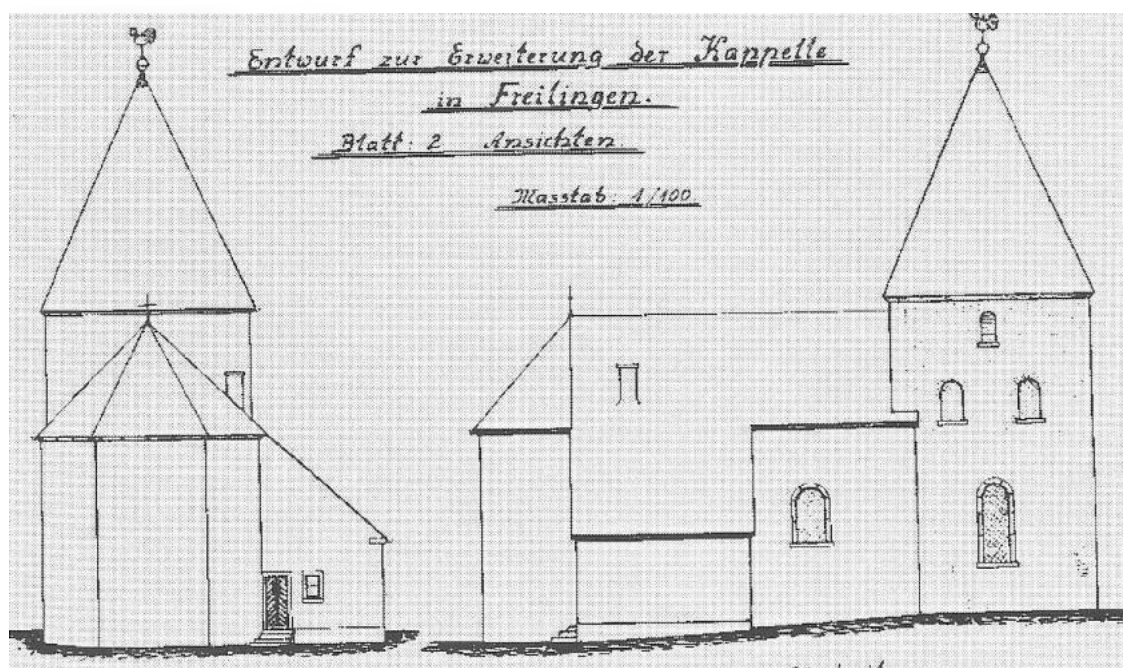 Entwurf zur Erweiterung der Kappelle
in Freilingen.
Blatt: 2 Ansichten
Masstab: 1/100